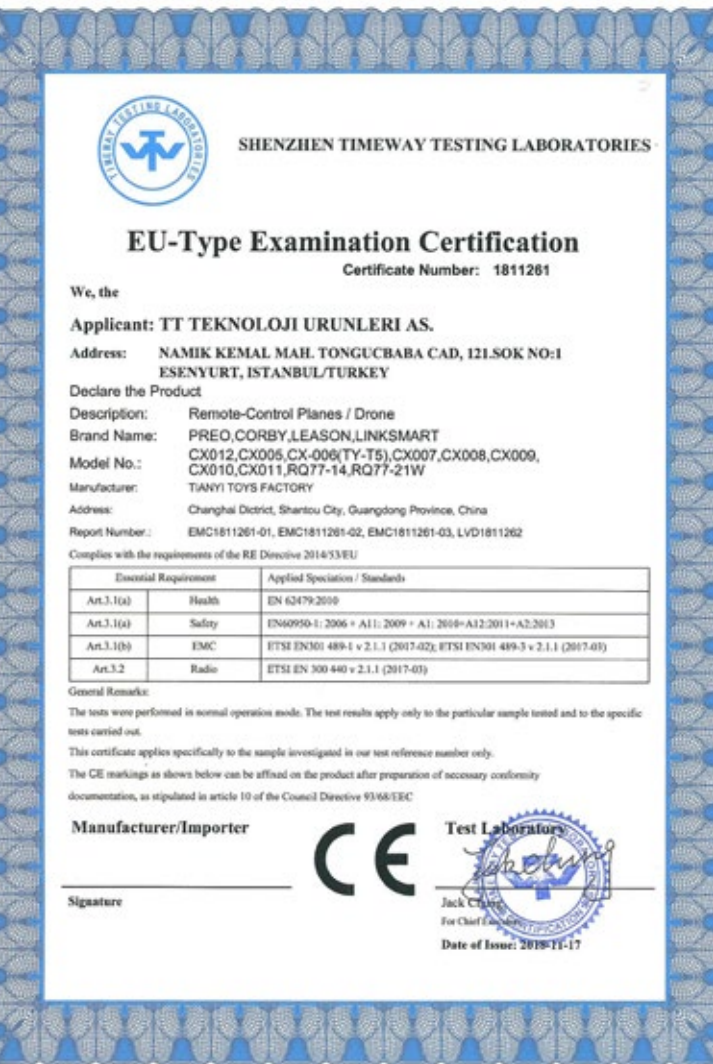 TIMEWAY TESTING LABORATORIES
SHENZHEN TIMEWAY TESTING LABORATORIES
EU-Type Examination Certification
Certificate Number: 1811261
We, the
Applicant: TT TEKNOLOJI URUNLERI AS.
Address: NAMIK KEMAL MAH. TONGUCBABA CAD, 121.SOK NO:1
ESENYURT, ISTANBUL/TURKEY
Declare the Product
Description: Remote-Control Planes / Drone
Brand Name: PREO,CORBY,LEASON,LINKSMART
Model No.: CX012,CX005,CX-006(TY-T5),CX007,CX008,CX009,
CX010,CX011,RQ77-14,RQ77-21W
Manufacturer: TIANYI TOYS FACTORY
Address: Changhai Dictrict, Shantou City, Guangdong Province, China
Report Number.: EMC1811261-01, EMC1811261-02, EMC1811261-03, LVD1811262
Complies with the requirements of the RE Directive 2014/53/EU
Essential Requirement Applied Speciation / Standards
Art.3.1(a) Health EN 62479:2010
Art.3.1(a) Safety EN60950-1: 2006 + A11: 2009 + A1: 2010+A12:2011+A2:2013
Art.3.1(b) EMC ETSI EN301 489-1 v 2.1.1 (2017-02); ETSI EN301 489-3 v 2.1.1 (2017-03)
Art.3.2 Radio ETSI EN 300 440 v 2.1.1 (2017-03)
General Remarks:
The tests were performed in normal operation mode. The test results apply only to the particular sample tested and to the specific
tests carried out.
This certificate applies specifically to the sample investigated in our test reference number only.
The CE markings as shown below can be affixed on the product after preparation of necessary conformity
documentation, as stipulated in article 10 of the Council Directive 93/68/EEC
Manufacturer/Importer CE Test Laboratory
Signature
Jack
For Chief
Date of Issue: 2018-11-17